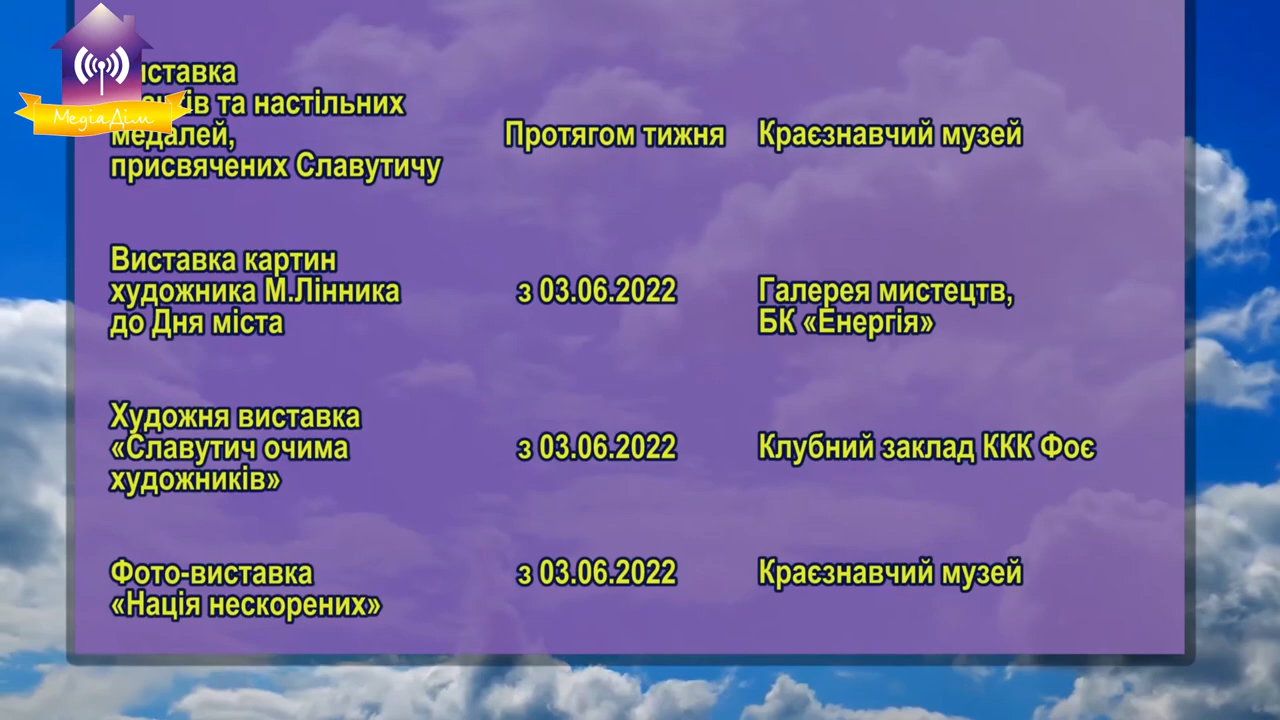 МедіаДім
та настільних
медалей,
присвячених Славутичу
Протягом тижня
Краєзнавчий музей
Виставка картин
художника М.Лінника
до Дня міста
з 03.06.2022
Галерея мистецтв,
БК «Енергія»
Художня виставка
«Славутич очима
художників»
з 03.06.2022
Клубний заклад ККК Фоє
Фото-виставка
«Нація нескорених»
з 03.06.2022
Краєзнавчий музей